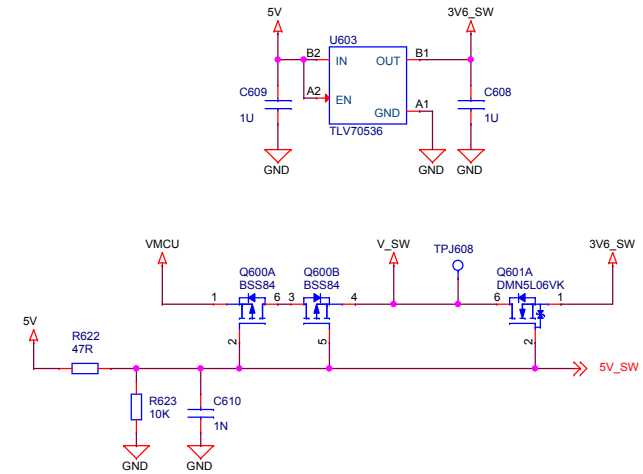 5V
3V6_SW
U603
B2
IN
OUT
B1
C609
A2
EN
C608
1U
GND
A1
1U
TLV70536
GND
GND
GND
VMCU
V_SW
TPJ608
3V6_SW
Q600A
BSS84
Q600B
BSS84
Q601A
DMN5L06VK
1
6
3
4
6
1
5V
R622
47R
2
5
2
5V_SW
R623
10K
C610
1N
GND
GND